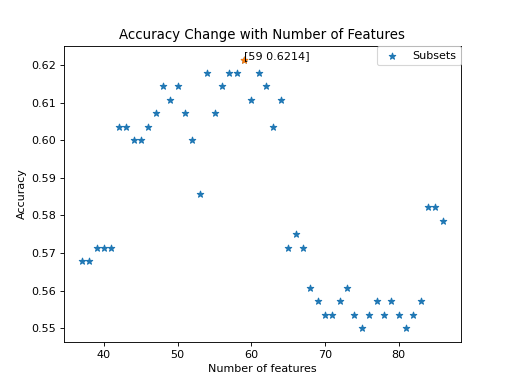 Accuracy Change with Number of Features
[59 0.6214]
Subsets
0.62
0.61
0.60
0.59
0.58
0.57
0.56
0.55
Accuracy
40 50 60 70 80
Number of features